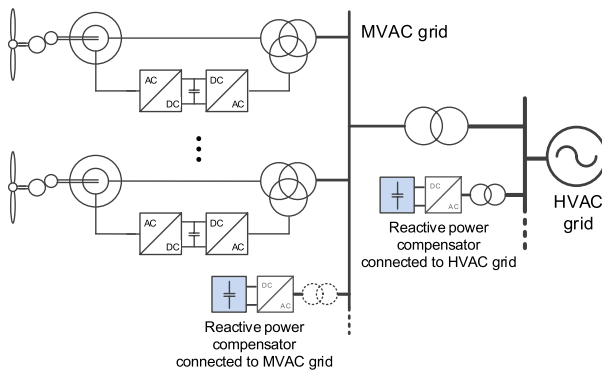 MVAC grid
AC
DC
DC
AC
DC
AC
HVAC
grid
Reactive power
compensator
connected to HVAC grid
AC
DC
DC
AC
DC
AC
Reactive power
compensator
connected to MVAC grid